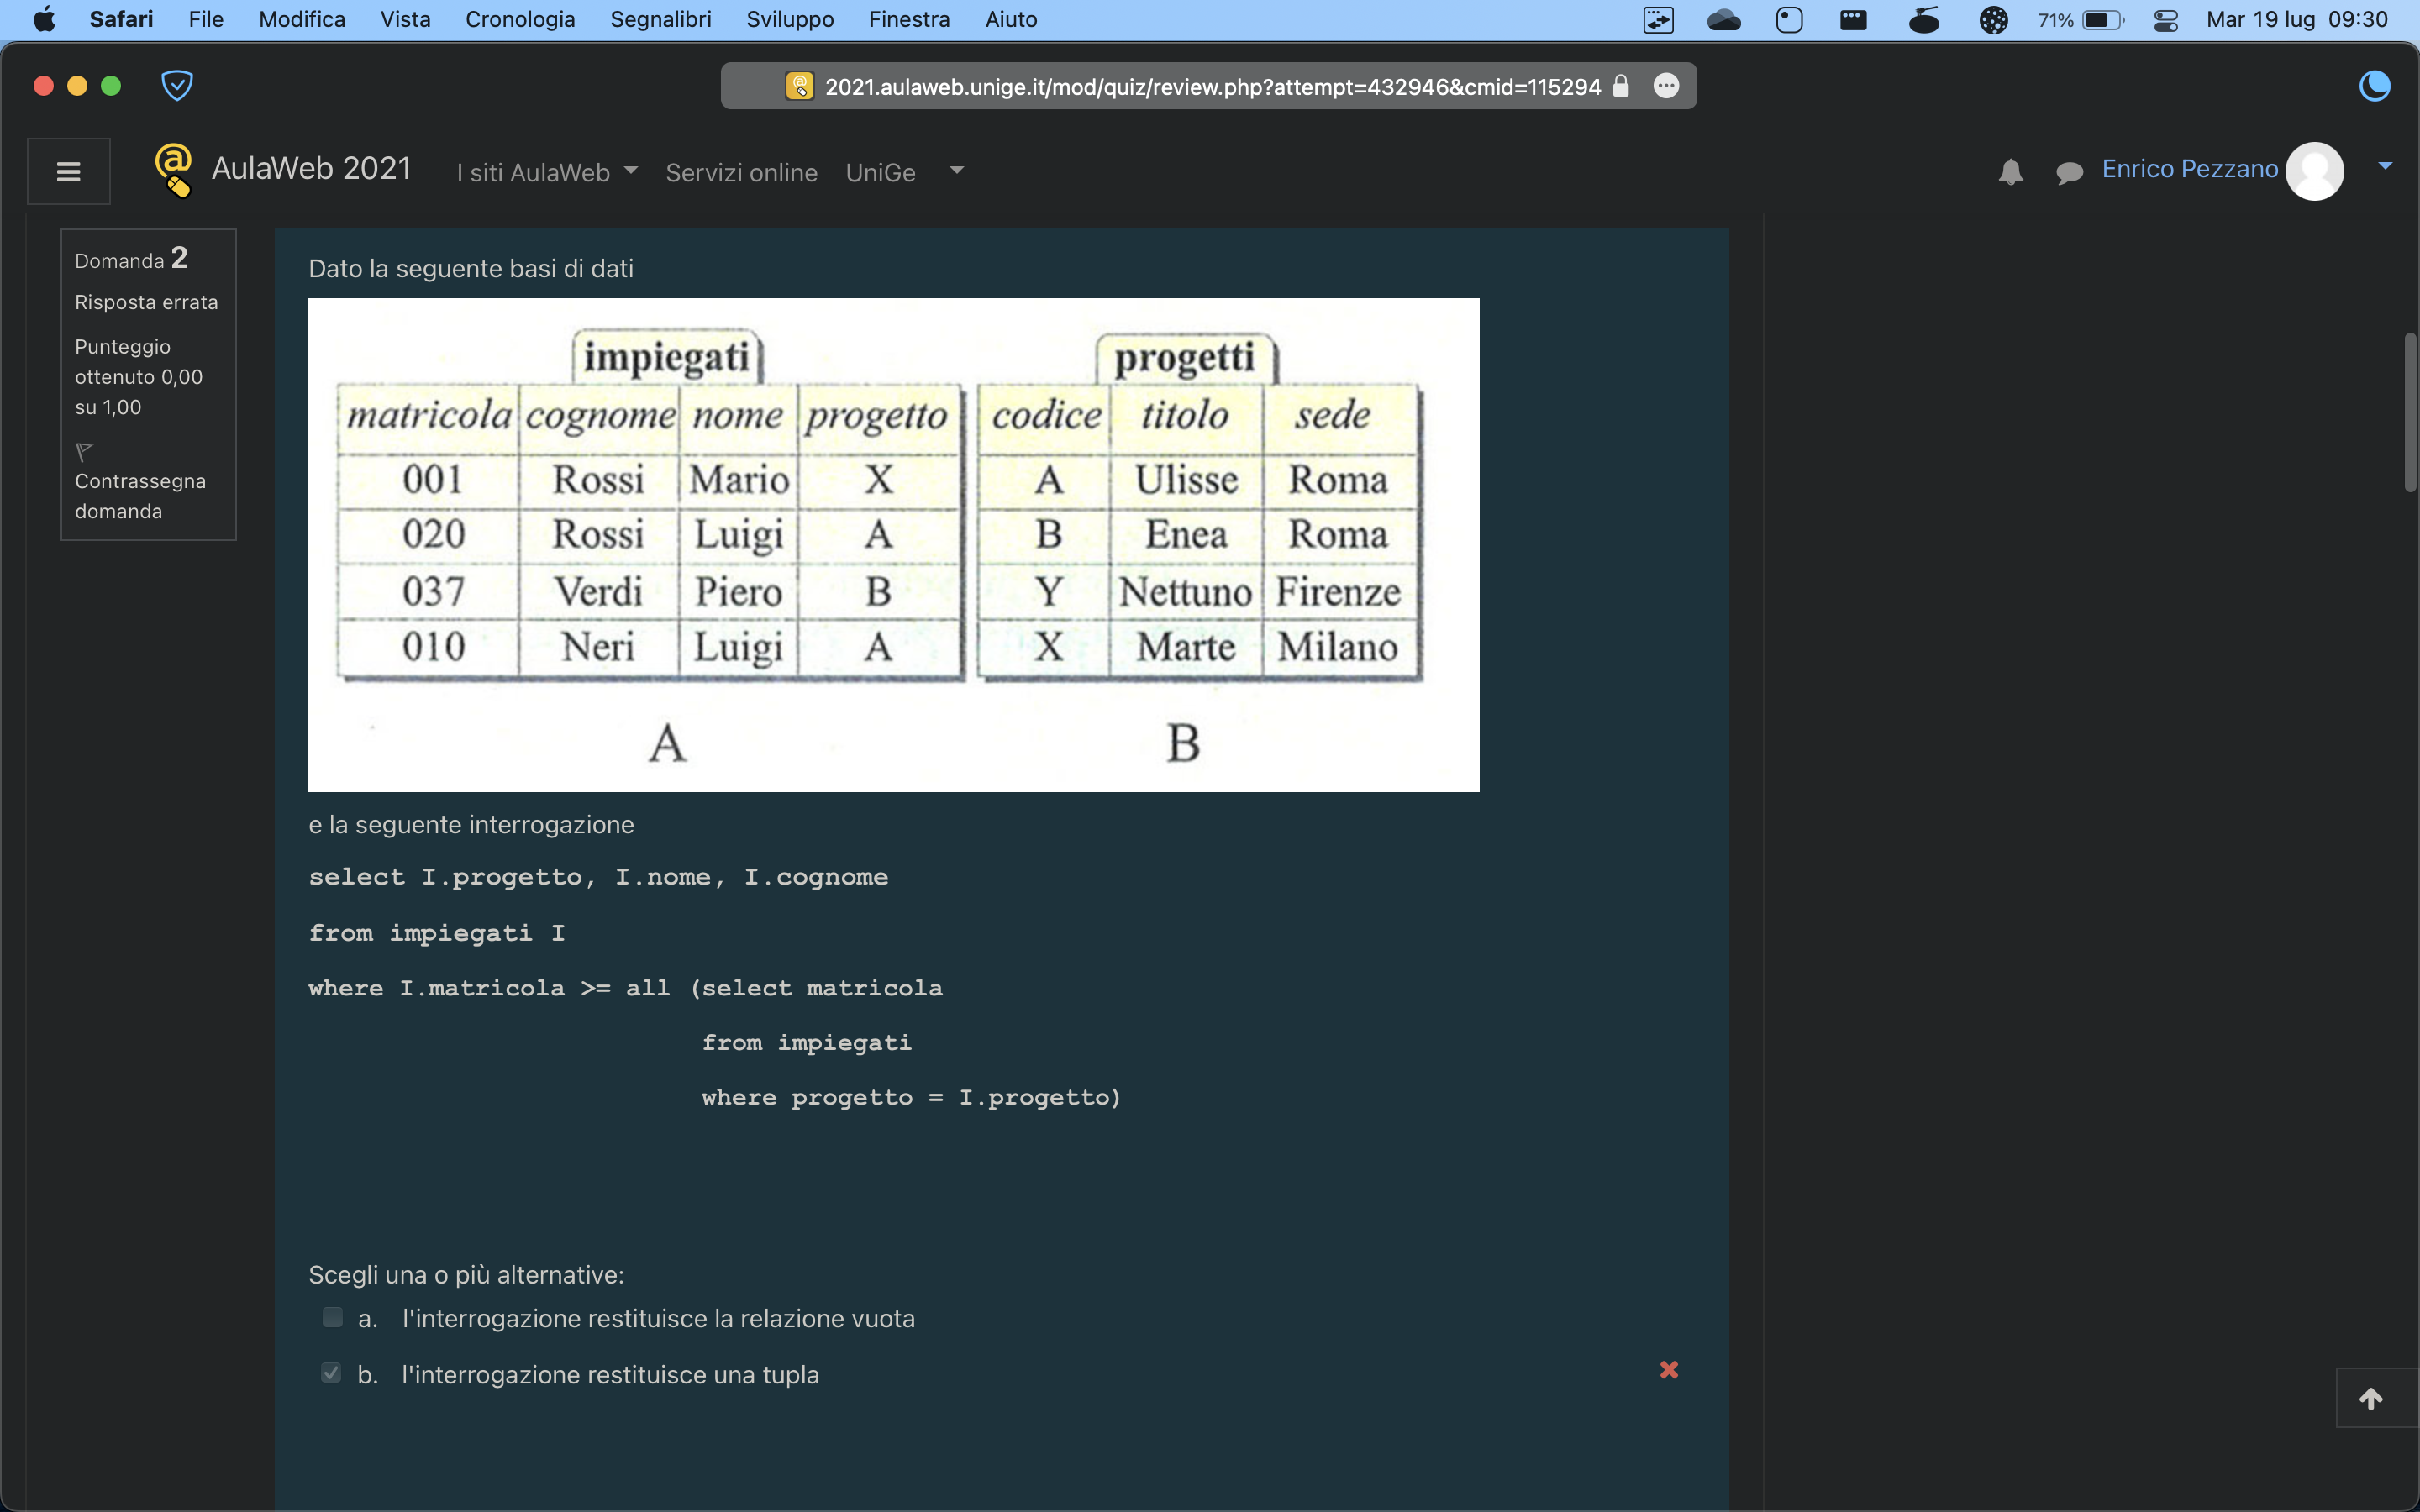 Safari File Modifica Vista Cronologia Segnalibri Sviluppo Finestra Aiuto 71% Mar 19 lug 09:30
2021.aulaweb.unige.it/mod/quiz/review.php?attempt=432946&cmid=115294
AulaWeb 2021 I siti AulaWeb Servizi online UniGe Enrico Pezzano
Domanda 2
Risposta errata
Punteggio
ottenuto 0,00
su 1,00
Contrassegna
domanda
Dato la seguente basi di dati
impiegati progetti
matricola cognome nome progetto codice titolo sede
001 Rossi Mario X A Ulisse Roma
020 Rossi Luigi A B Enea Roma
037 Verdi Piero B Y Nettuno Firenze
010 Neri Luigi A X Marte Milano
A B
e la seguente interrogazione
select I.progetto, I.nome, I.cognome
from impiegati I
where I.matricola >= all (select matricola
from impiegati
where progetto = I.progetto)
Scegli una o più alternative:
a. l'interrogazione restituisce la relazione vuota
b. l'interrogazione restituisce una tupla